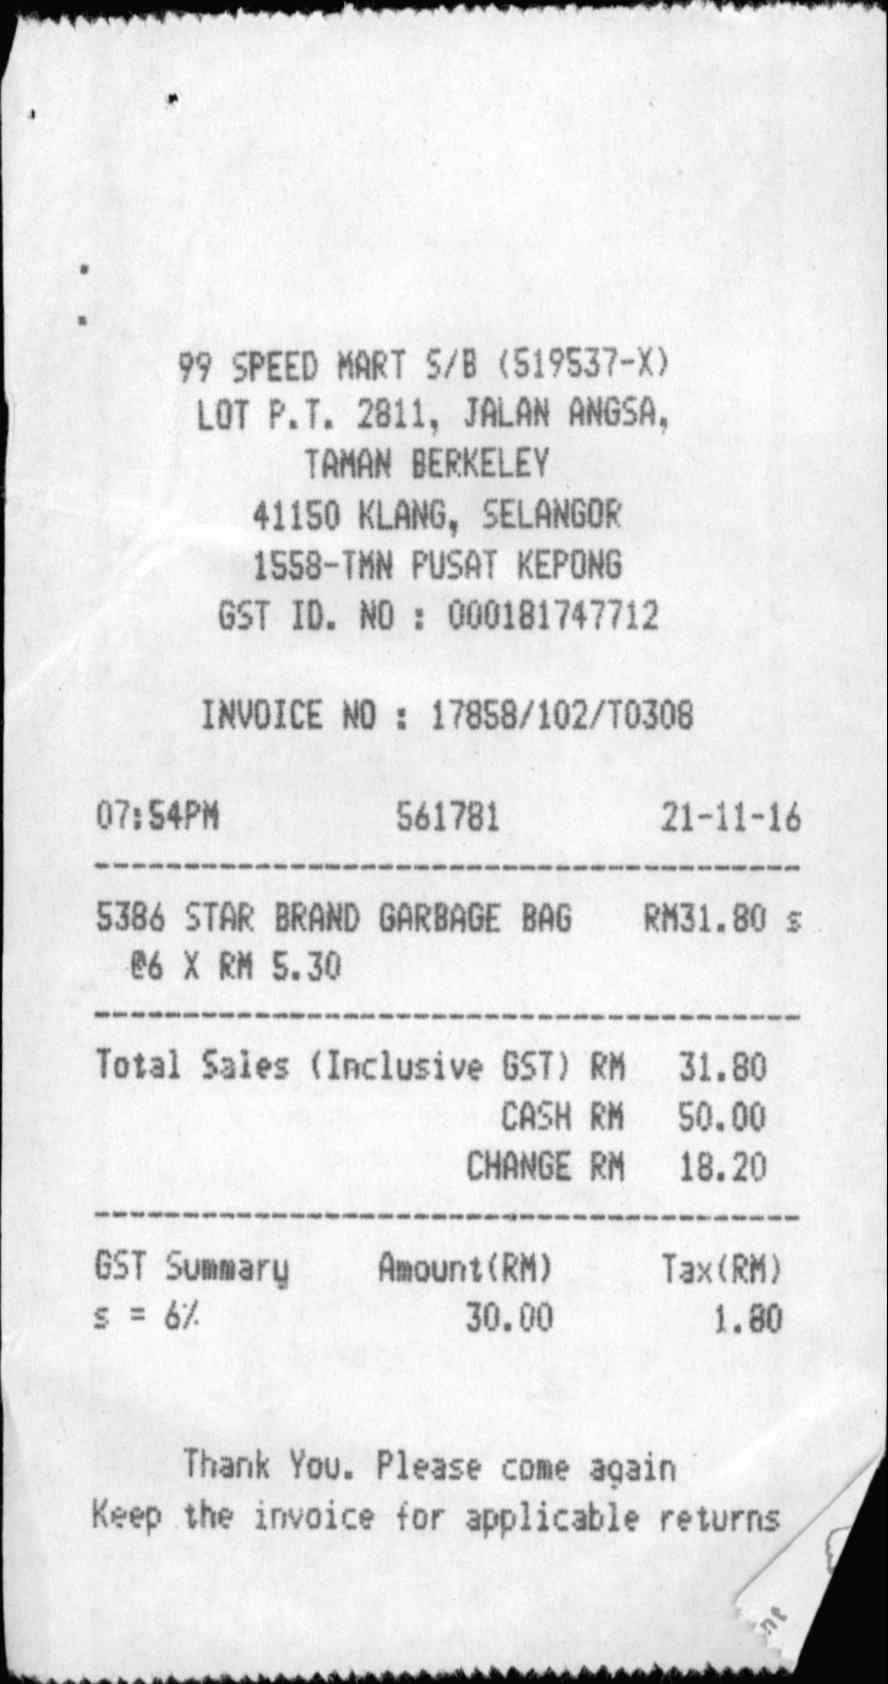 99 SPEED MART S/B (519537-X)
LOT P.T. 2811, JALAN ANGSA,
TAMAN BERKELEY
41150 KLANG, SELANGOR
1558-TMN PUSAT KEPONG
GST ID. NO : 000181747712
INVOICE NO : 17858/102/T0308
07:54PM 561781 21-11-16
5386 STAR BRAND GARBAGE BAG RM31.80 s
@6 X RM 5.30
Total Sales (Inclusive GST) RM 31.80
CASH RM 50.00
CHANGE RM 18.20
GST Summary Amount(RM) Tax(RM)
s = 6% 30.00 1.80
Thank You. Please come again
Keep the invoice for applicable returns
nt